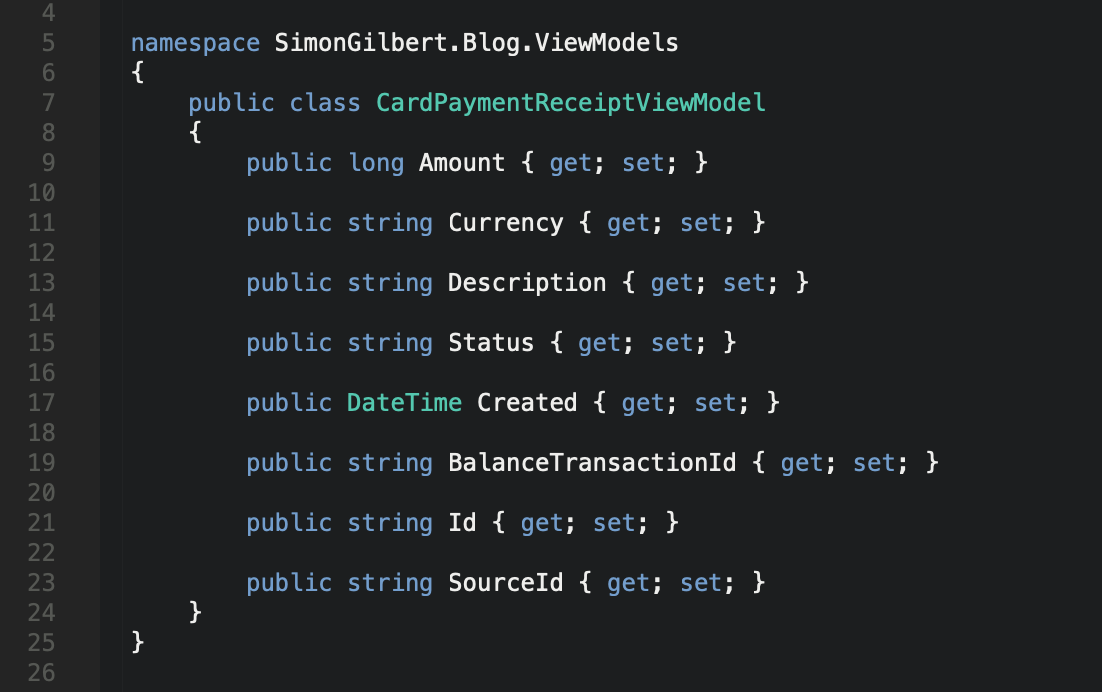 4
5 namespace SimonGilbert.Blog.ViewModels
6 {
7 public class CardPaymentReceiptViewModel
8 {
9 public long Amount { get; set; }
10
11 public string Currency { get; set; }
12
13 public string Description { get; set; }
14
15 public string Status { get; set; }
16
17 public DateTime Created { get; set; }
18
19 public string BalanceTransactionId { get; set; }
20
21 public string Id { get; set; }
22
23 public string SourceId { get; set; }
24 }
25 }
26